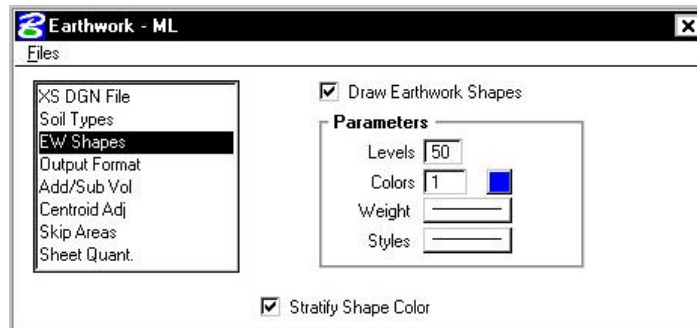 Earthwork - ML
Files
XS DGN File
Soil Types
EW Shapes
Output Format
Add/Sub Vol
Centroid Adj
Skip Areas
Sheet Quant.
Draw Earthwork Shapes
Parameters
Levels 50
Colors 1
Weight
Styles
Stratify Shape Color